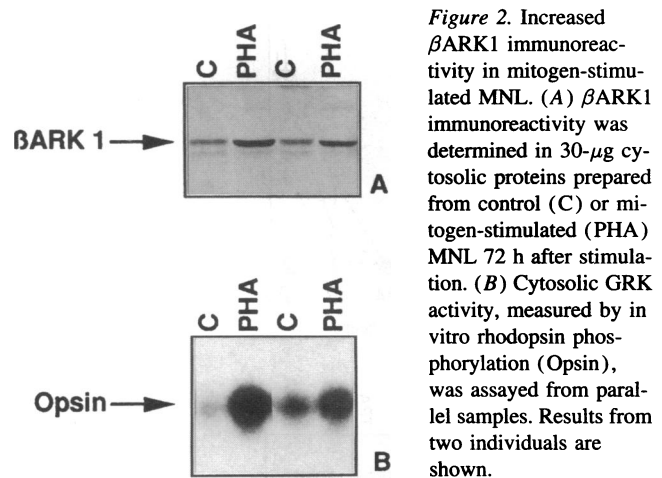 C PHA C PHA
ßARK 1
A
C PHA C PHA
Opsin
B
Figure 2. Increased
βARK1 immunoreac-
tivity in mitogen-stimu-
lated MNL. (A) βARK1
immunoreactivity was
determined in 30-μg cy-
tosolic proteins prepared
from control (C) or mi-
togen-stimulated (PHA)
MNL 72 h after stimula-
tion. (B) Cytosolic GRK
activity, measured by in
vitro rhodopsin phos-
phorylation (Opsin),
was assayed from paral-
lel samples. Results from
two individuals are
shown.